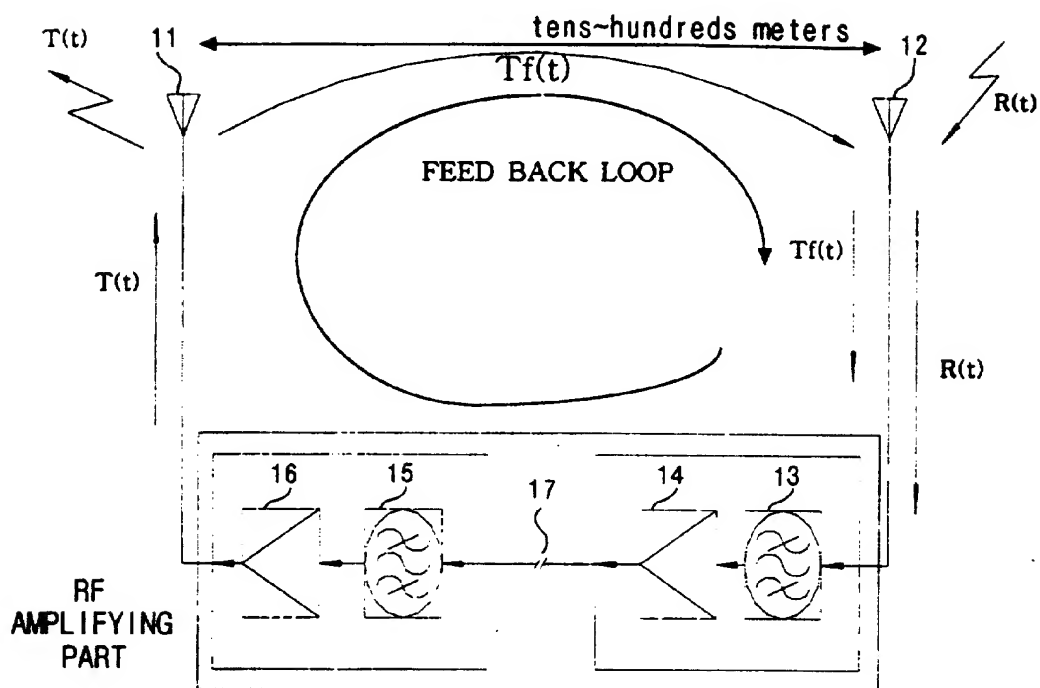 tens~hundreds meters
T(t)
11
12
Tf(t)
R(t)
FEED BACK LOOP
T(t)
Tf(t)
R(t)
16
15
17
14
13
RF
AMPLIFYING
PART